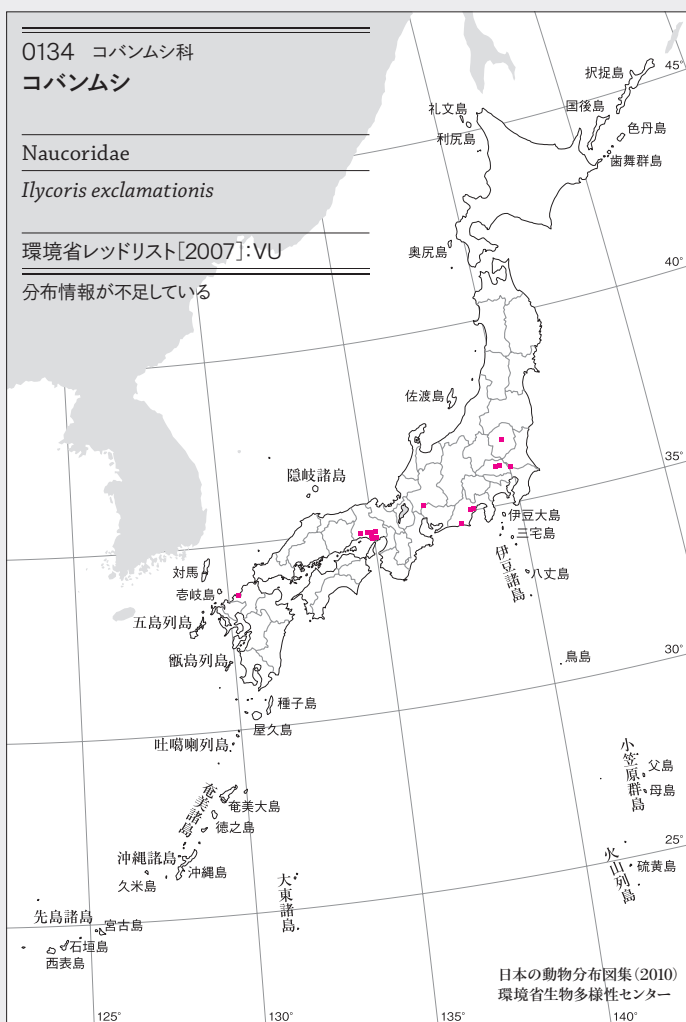 0134 コバンムシ科
コバンムシ
Naucoridae
Ilycoris exclamationis
環境省レッドリスト[2007]:VU
分布情報が不足している
45°
択捉島
国後島
礼文島
色丹島
利尻島
歯舞群島
奥尻島
40°
佐渡島
35°
隠岐諸島
伊豆大島
三宅島
伊豆諸島
八丈島
対馬
壱岐島
五島列島
甑島列島
鳥島
30°
種子島
屋久島
吐噶喇列島
小笠原群島
父島
母島
奄美諸島
奄美大島
徳之島
25°
沖縄諸島
沖縄島
久米島
火山列島
硫黄島
大東諸島
先島諸島
宮古島
石垣島
西表島
日本の動物分布図集(2010)
環境省生物多様性センター
125°
130°
135°
140°